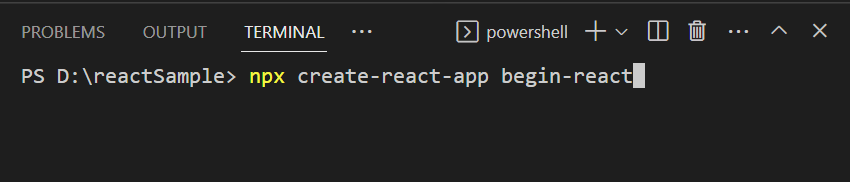 PROBLEMS OUTPUT TERMINAL ··· powershell ···
PS D:\reactSample> npx create-react-app begin-react